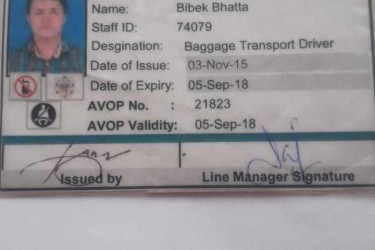 Name: Bibek Bhatta
Staff ID: 74079
Desgination: Baggage Transport Driver
Date of Issue: 03-Nov-15
Date of Expiry: 05-Sep-18
AVOP No. : 21823
AVOP Validity: 05-Sep-18
Issued by Line Manager Signature